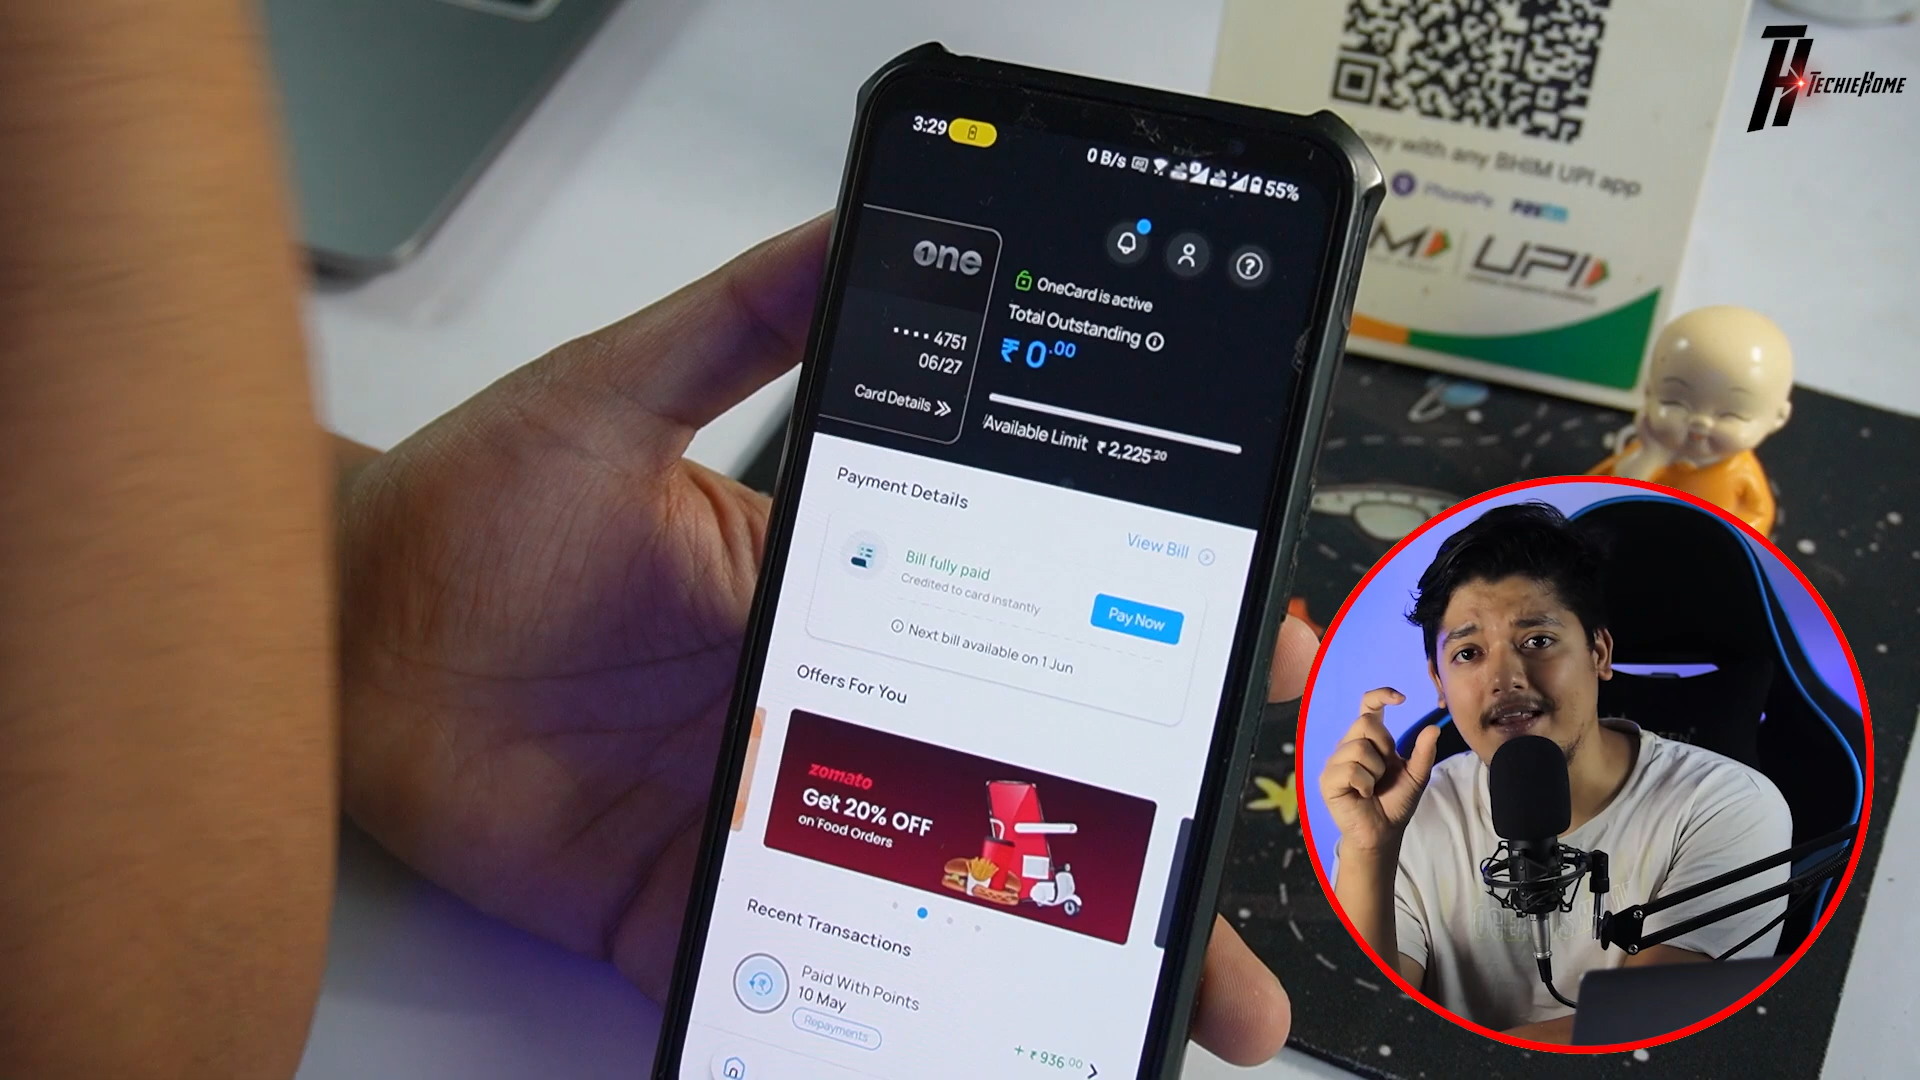 TECHIEHOME
3:29
0 B/s
55%
one
OneCard is active
Total Outstanding
₹ 0.00
.... 4751
06/27
Card Details
Available Limit ₹ 2,225.20
Payment Details
View Bill
Bill fully paid
Credited to card instantly
Pay Now
Next bill available on 1 Jun
Offers For You
zomato
Get 20% OFF
on Food Orders
Recent Transactions
Paid With Points
10 May
Repayments
+ ₹ 936.00
pay with any BHIM UPI app
PhonePe
Paytm
UPI